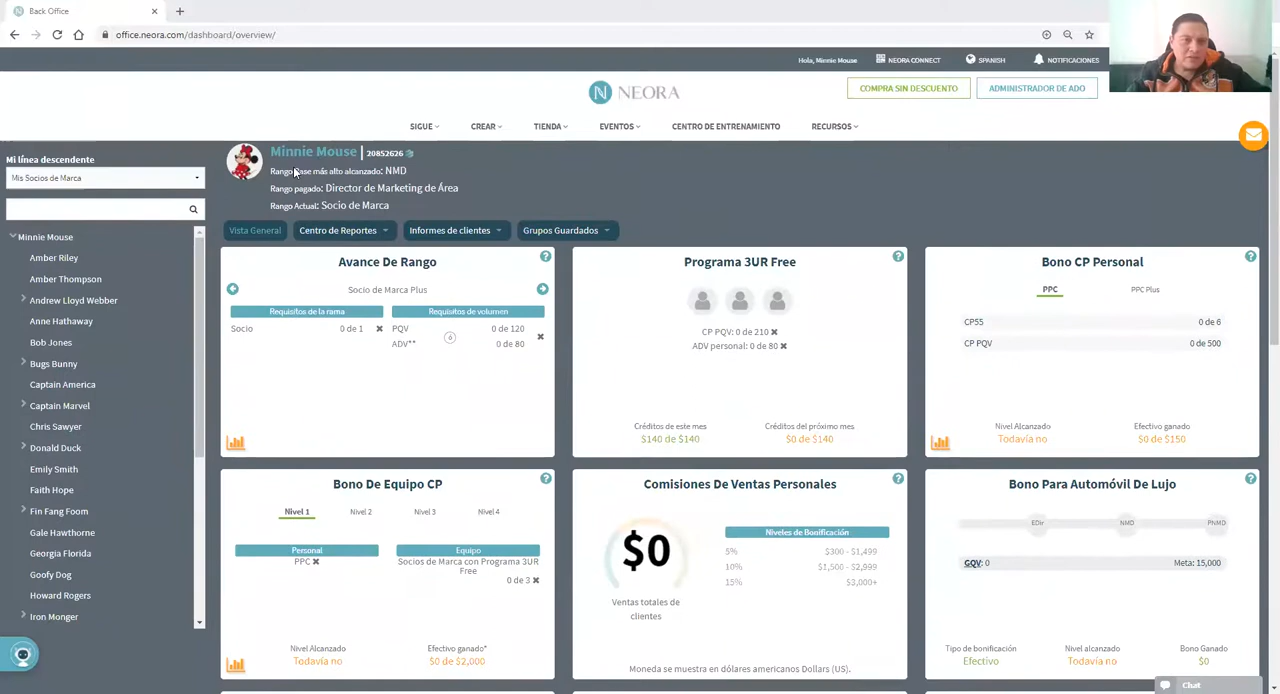 Back Office
office.neora.com/dashboard/overview/
Hola, Minnie Mouse
NEORA CONNECT
SPANISH
NOTIFICACIONES
N NEORA
COMPRA SIN DESCUENTO
ADMINISTRADOR DE ADO
SIGUE
CREAR
TIENDA
EVENTOS
CENTRO DE ENTRENAMIENTO
RECURSOS
Mi línea descendente
Mis Socios de Marca
Minnie Mouse
Amber Riley
Amber Thompson
Andrew Lloyd Webber
Anne Hathaway
Bob Jones
Bugs Bunny
Captain America
Captain Marvel
Chris Sawyer
Donald Duck
Emily Smith
Faith Hope
Fin Fang Foom
Gale Hawthorne
Georgia Florida
Goofy Dog
Howard Rogers
Iron Monger
Minnie Mouse | 20852626
Rango base más alto alcanzado: NMD
Rango pagado: Director de Marketing de Área
Rango Actual: Socio de Marca
Vista General
Centro de Reportes
Informes de clientes
Grupos Guardados
Avance De Rango
Socio de Marca Plus
Requisitos de la rama
Requisitos de volumen
Socio 0 de 1
PQV 0 de 120
ADV** 0 de 80
Programa 3UR Free
CP PQV: 0 de 210
ADV personal: 0 de 80
Créditos de este mes
$140 de $140
Créditos del próximo mes
$0 de $140
Bono CP Personal
PPC
PPC Plus
CP55 0 de 6
CP PQV 0 de 500
Nivel Alcanzado
Todavía no
Efectivo ganado
$0 de $150
Bono De Equipo CP
Nivel 1
Nivel 2
Nivel 3
Nivel 4
Personal
PPC
Equipo
Socios de Marca con Programa 3UR
Free
0 de 3
Nivel Alcanzado
Todavía no
Efectivo ganado*
$0 de $2,000
Comisiones De Ventas Personales
$0
Ventas totales de
clientes
Niveles de Bonificación
5% $300 - $1,499
10% $1,500 - $2,999
15% $3,000+
Moneda se muestra en dólares americanos Dollars (US).
Bono Para Automóvil De Lujo
EDir
NMD
PNMD
GQV: 0
Meta: 15,000
Tipo de bonificación
Efectivo
Nivel alcanzado
Todavía no
Bono Ganado
$0
Chat